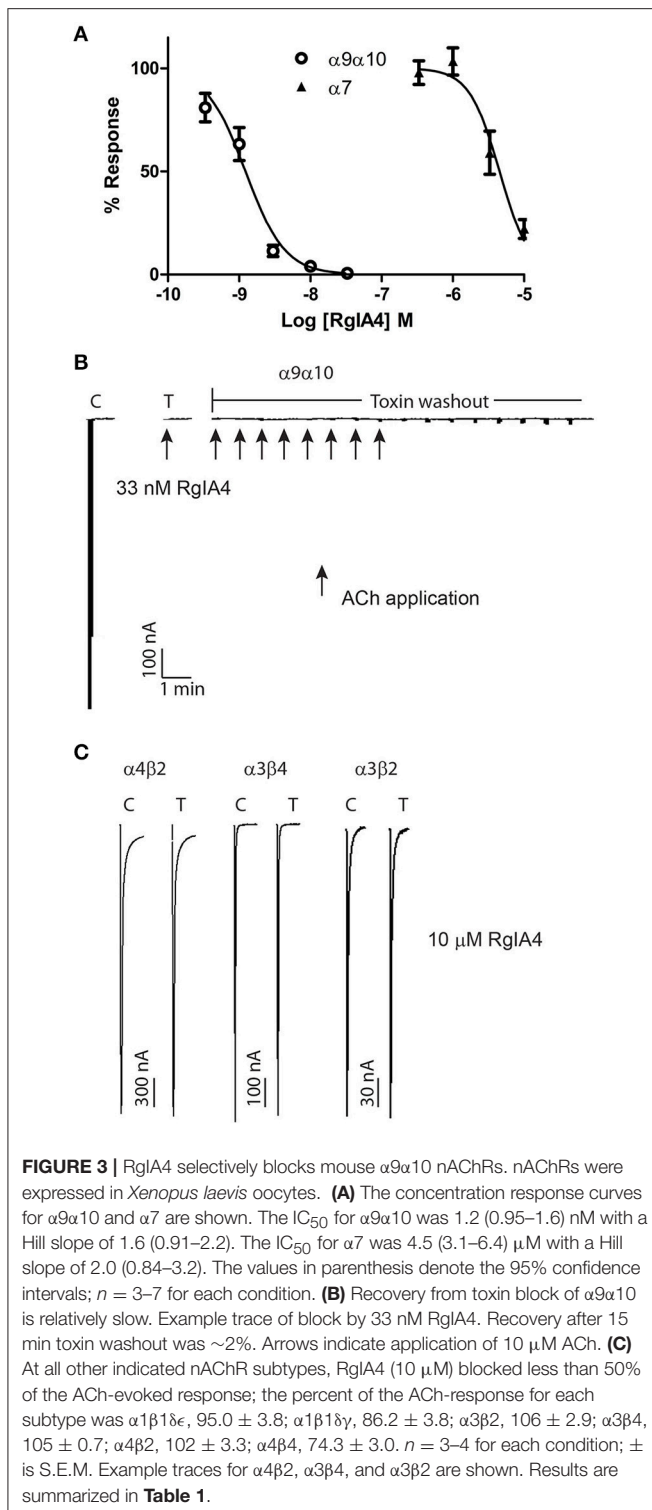 A
α9α10
α7
100
50
0
% Response
-10 -9 -8 -7 -6 -5
Log [RgIA4] M
B
α9α10
C T Toxin washout
33 nM RgIA4
ACh application
100 nA
1 min
C
α4β2 α3β4 α3β2
C T C T C T
10 µM RgIA4
300 nA
100 nA
30 nA
FIGURE 3 | RgIA4 selectively blocks mouse α9α10 nAChRs. nAChRs were
expressed in Xenopus laevis oocytes. (A) The concentration response curves
for α9α10 and α7 are shown. The IC50 for α9α10 was 1.2 (0.95–1.6) nM with a
Hill slope of 1.6 (0.91–2.2). The IC50 for α7 was 4.5 (3.1–6.4) µM with a Hill
slope of 2.0 (0.84–3.2). The values in parenthesis denote the 95% confidence
intervals; n = 3–7 for each condition. (B) Recovery from toxin block of α9α10
is relatively slow. Example trace of block by 33 nM RgIA4. Recovery after 15
min toxin washout was ~2%. Arrows indicate application of 10 µM ACh. (C)
At all other indicated nAChR subtypes, RgIA4 (10 µM) blocked less than 50%
of the ACh-evoked response; the percent of the ACh-response for each
subtype was α1β1δϵ, 95.0 ± 3.8; α1β1δγ, 86.2 ± 3.8; α3β2, 106 ± 2.9; α3β4,
105 ± 0.7; α4β2, 102 ± 3.3; α4β4, 74.3 ± 3.0. n = 3–4 for each condition; ±
is S.E.M. Example traces for α4β2, α3β4, and α3β2 are shown. Results are
summarized in Table 1.